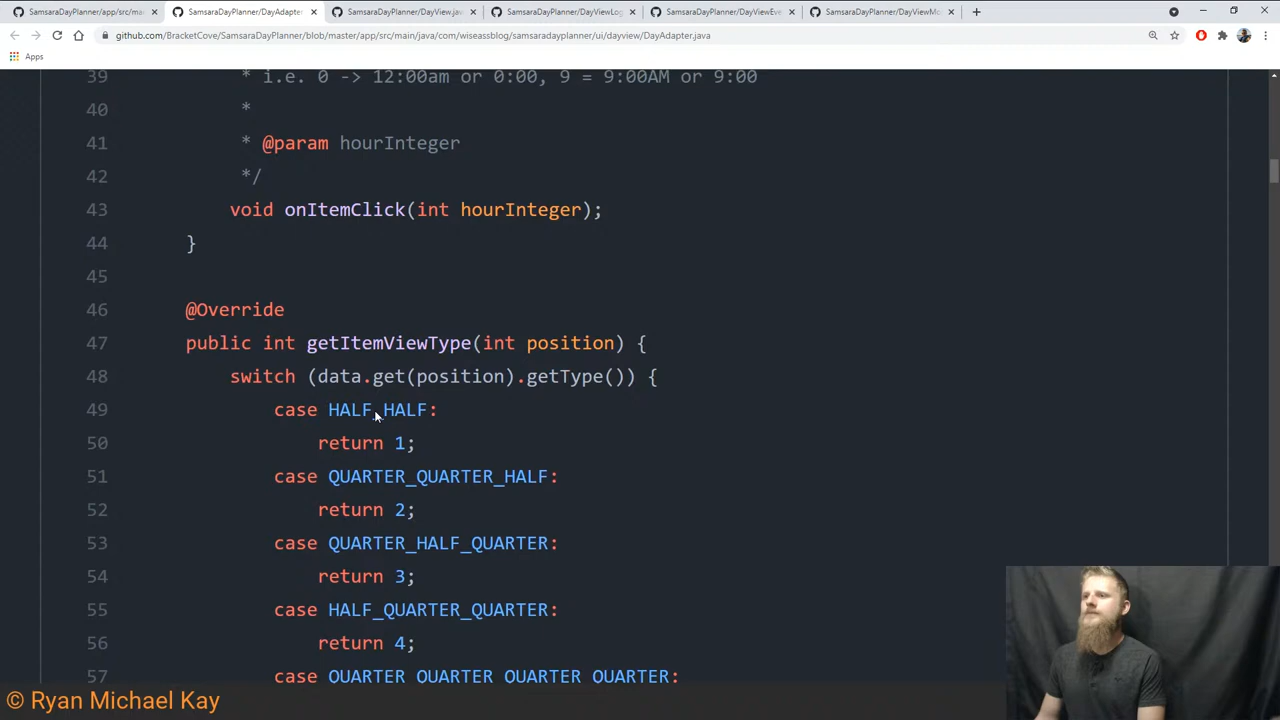 SamsaraDayPlanner/app/src/ma
SamsaraDayPlanner/DayAdapter
SamsaraDayPlanner/DayView.jav
SamsaraDayPlanner/DayViewLog
SamsaraDayPlanner/DayViewEve
SamsaraDayPlanner/DayViewMo
github.com/BracketCove/SamsaraDayPlanner/blob/master/app/src/main/java/com/wiseassblog/samsaradayplanner/ui/dayview/DayAdapter.java
Apps
39 * i.e. 0 -> 12:00am or 0:00, 9 = 9:00AM or 9:00
40 *
41 * @param hourInteger
42 */
43 void onItemClick(int hourInteger);
44 }
45
46 @Override
47 public int getItemViewType(int position) {
48 switch (data.get(position).getType()) {
49 case HALF_HALF:
50 return 1;
51 case QUARTER_QUARTER_HALF:
52 return 2;
53 case QUARTER_HALF_QUARTER:
54 return 3;
55 case HALF_QUARTER_QUARTER:
56 return 4;
57 case QUARTER_QUARTER_QUARTER_QUARTER:
© Ryan Michael Kay